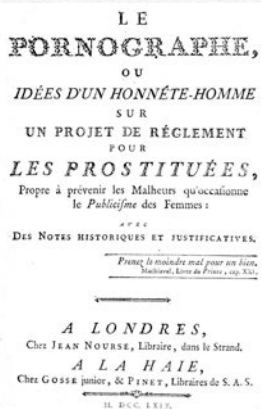 LE
PORNOGRAPHE,
OU
IDÉES D'UN HONNÉTE-HOMME
SUR
UN PROJET DE RÉGLEMENT
POUR
LES PROSTITUÉES,
Propre à prévenir les Malheurs qu'occaſionne
le Publiciſme des Femmes:
AVEC
DES NOTES HISTORIQUES ET JUSTIFICATIVES.
Prenez le moindre mal pour un bien.
Machiavel, Livre du Prince, cap. XXI.
A LONDRES,
Chez JEAN NOURSE, Libraire, dans le Strand.
A LA HAIE,
Chez GOSSE junior, & PINET, Libraires de S. A. S.
M. DCC. LXIX.